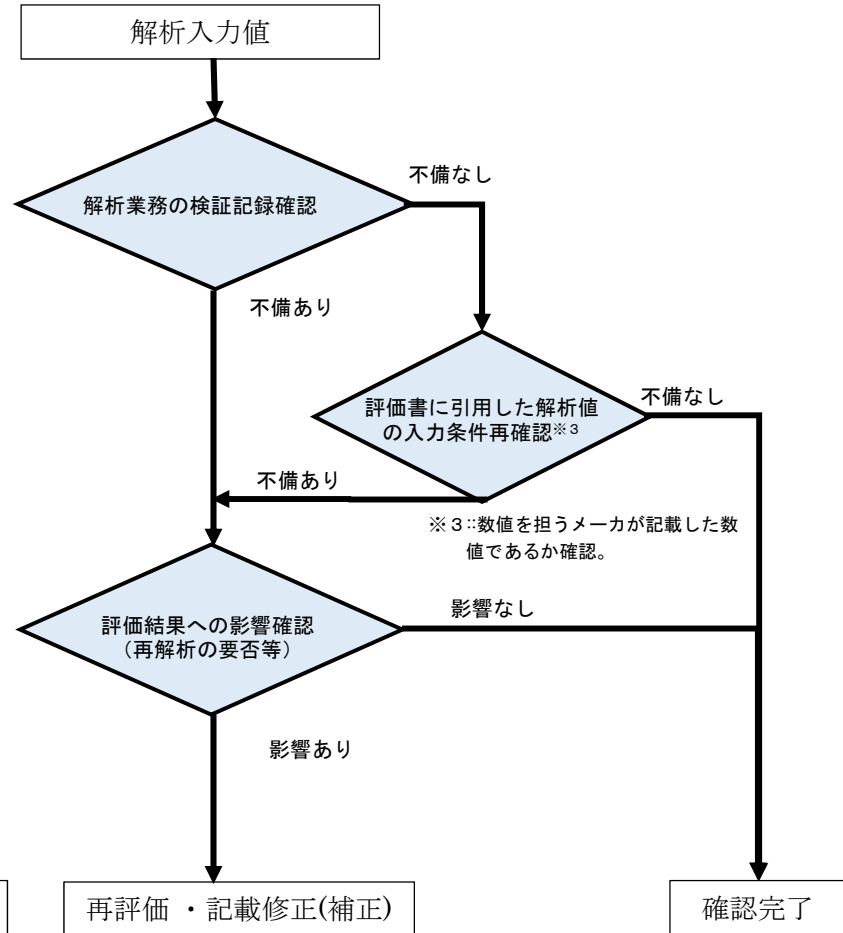 解析入力値
不備なし
解析業務の検証記録確認
不備あり
不備なし
評価書に引用した解析値
の入力条件再確認※3
不備あり
※3::数値を担うメーカが記載した数
値であるか確認。
影響なし
評価結果への影響確認
(再解析の要否等)
影響あり
再評価 ・記載修正(補正)
確認完了